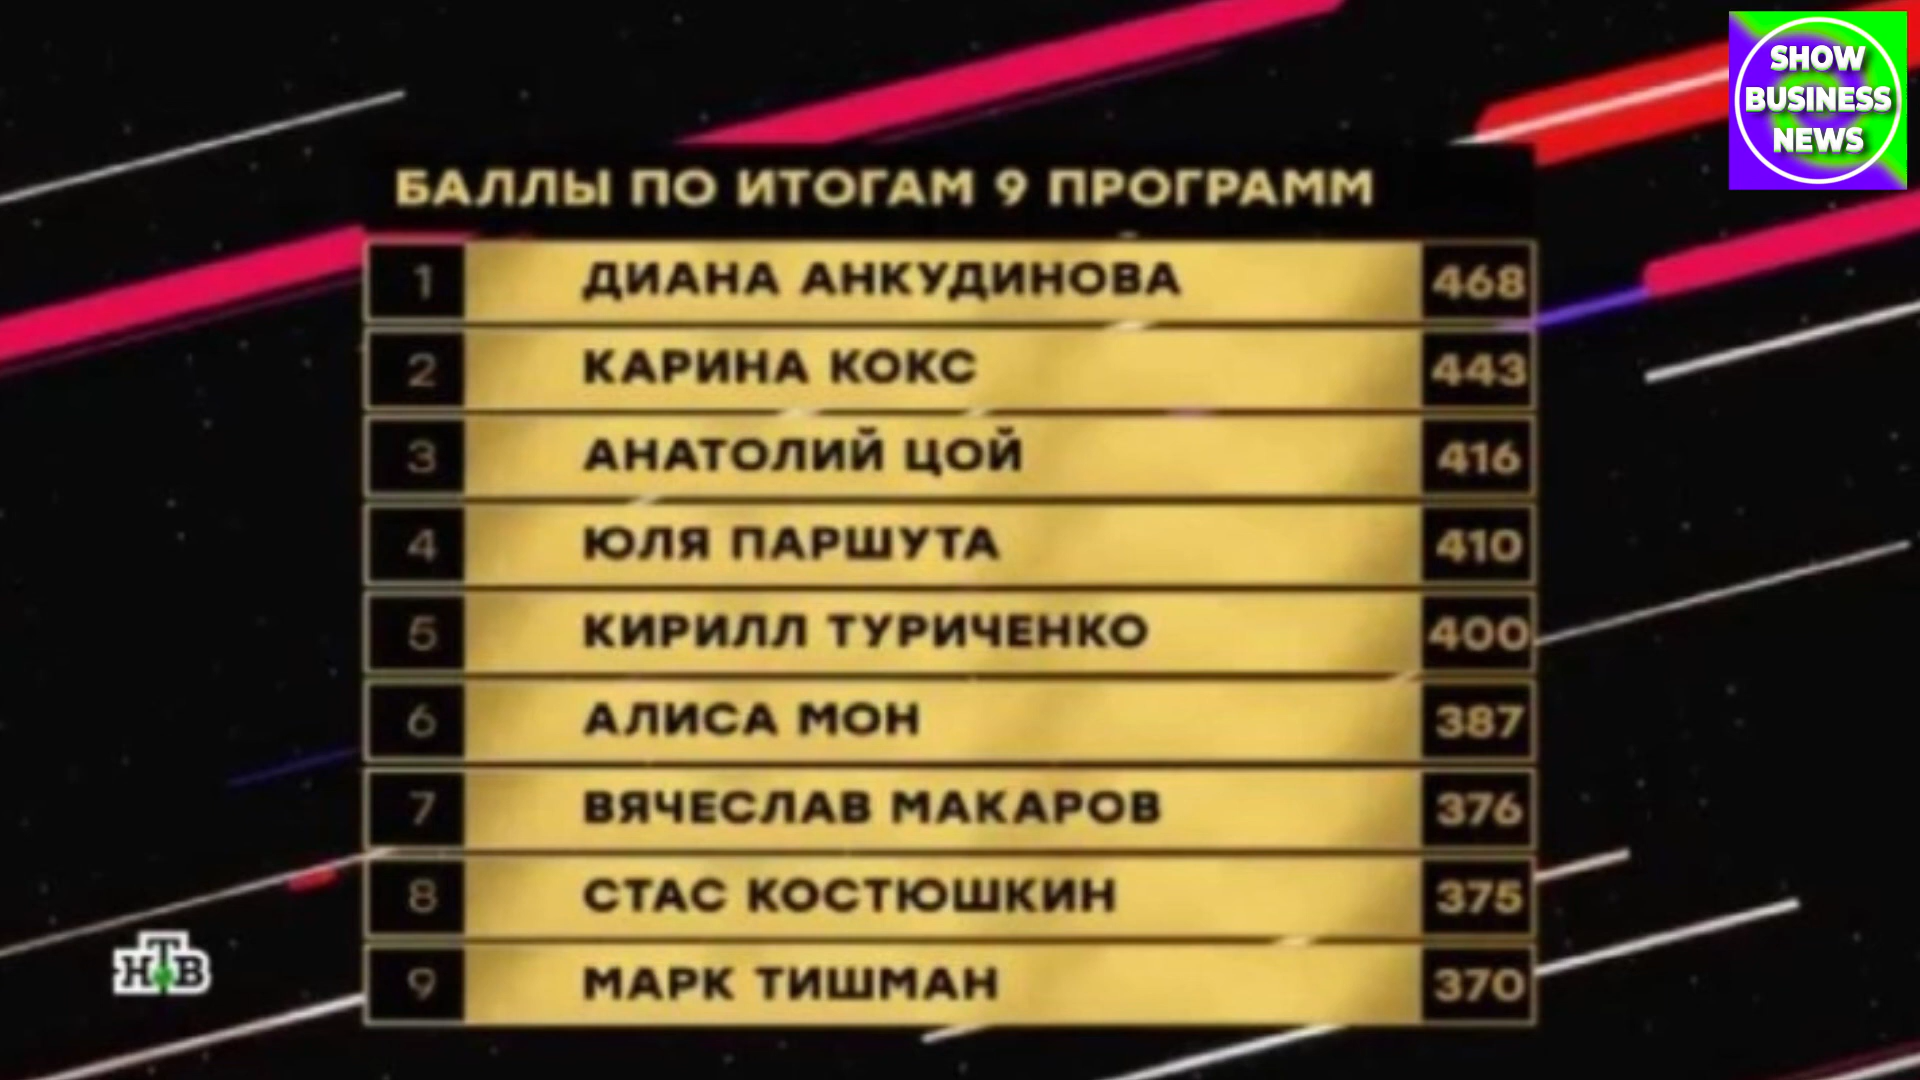 SHOW
BUSINESS
NEWS
БАЛЛЫ ПО ИТОГАМ 9 ПРОГРАММ
1 ДИАНА АНКУДИНОВА 468
2 КАРИНА КОКС 443
3 АНАТОЛИЙ ЦОЙ 416
4 ЮЛЯ ПАРШУТА 410
5 КИРИЛЛ ТУРИЧЕНКО 400
6 АЛИСА МОН 387
7 ВЯЧЕСЛАВ МАКАРОВ 376
8 СТАС КОСТЮШКИН 375
9 МАРК ТИШМАН 370
НТВ